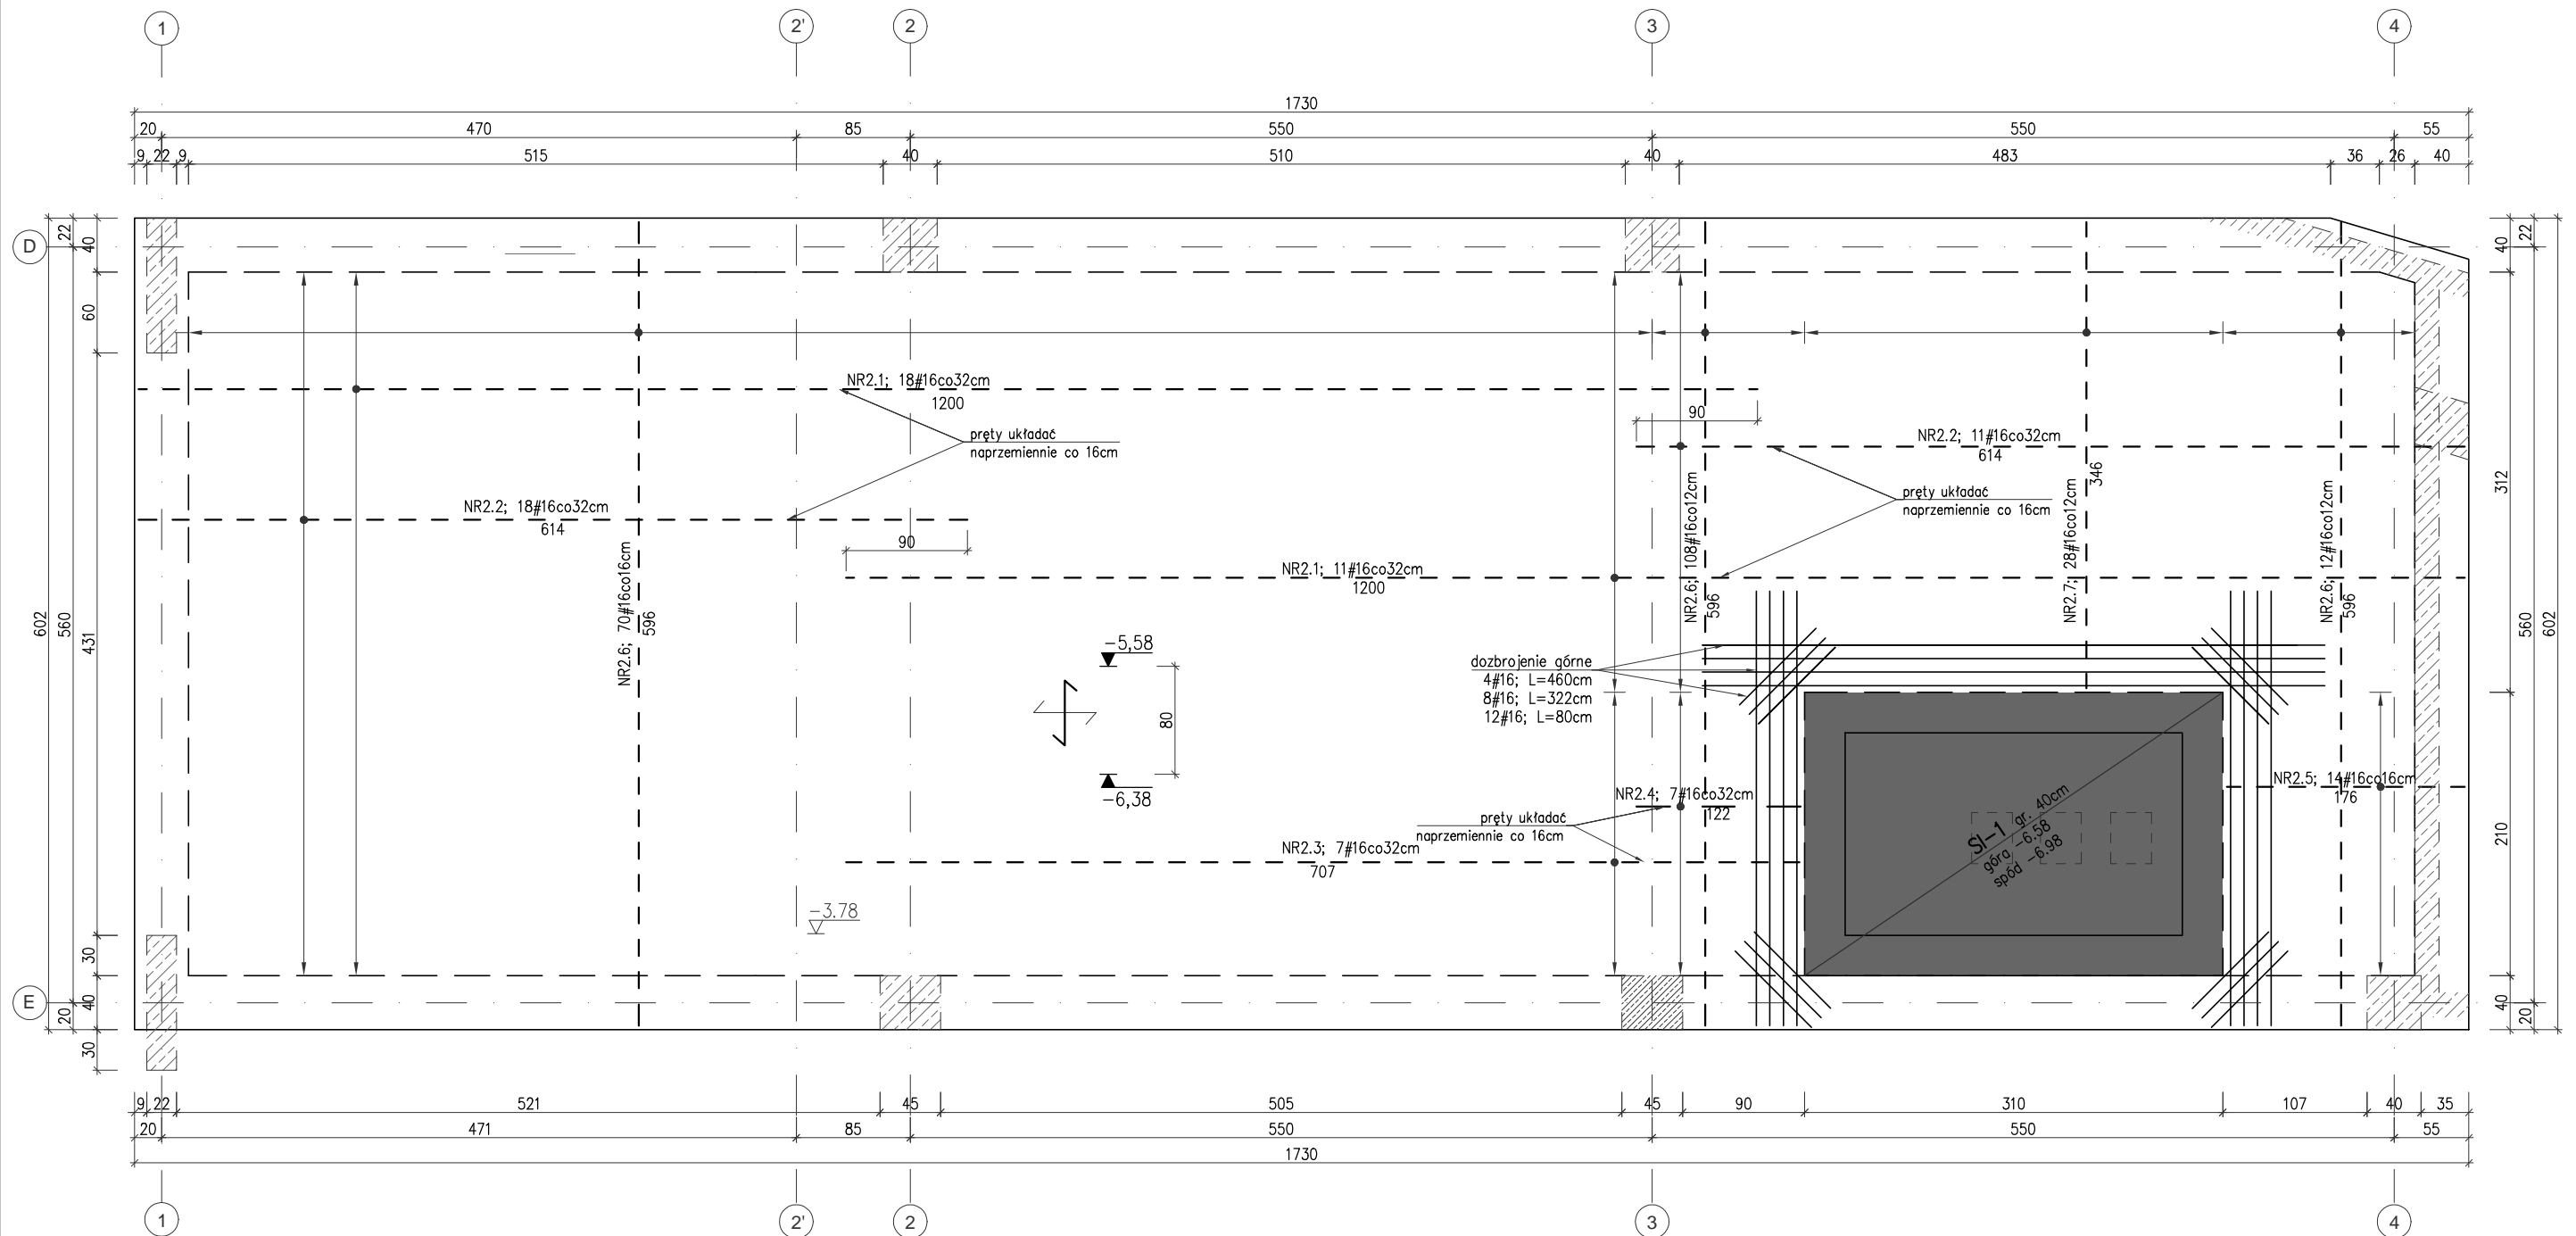 1 2' 2 3 4
1730
20 470 85 550 550 55
9 22 9 515 40 510 40 483 36 26 40
D
22
40
60
602
560
431
30
40
20
30
E
NR2.1; 18#16co32cm
1200
pręty układać
naprzemiennie co 16cm
NR2.2; 18#16co32cm
614
90
NR2.6; 70#16co16cm
596
90
NR2.2; 11#16co32cm
614
pręty układać
naprzemiennie co 16cm
NR2.1; 11#16co32cm
1200
NR2.6; 108#16co12cm
596
NR2.7; 28#16co12cm
346
NR2.6; 12#16co12cm
596
-5,58
80
-6,38
dozbrojenie górne
4#16; L=460cm
8#16; L=322cm
12#16; L=80cm
NR2.4; 7#16co32cm
122
pręty układać
naprzemiennie co 16cm
NR2.3; 7#16co32cm
707
-3.78
NR2.5; 14#16co16cm
176
Sl-1 gr. 40cm
góra -6.58
spód -6.98
22
40
312
560
602
210
40
20
9 22 521 45 505 45 90 310 107 40 35
20 471 85 550 550 55
1730
1 2' 2 3 4